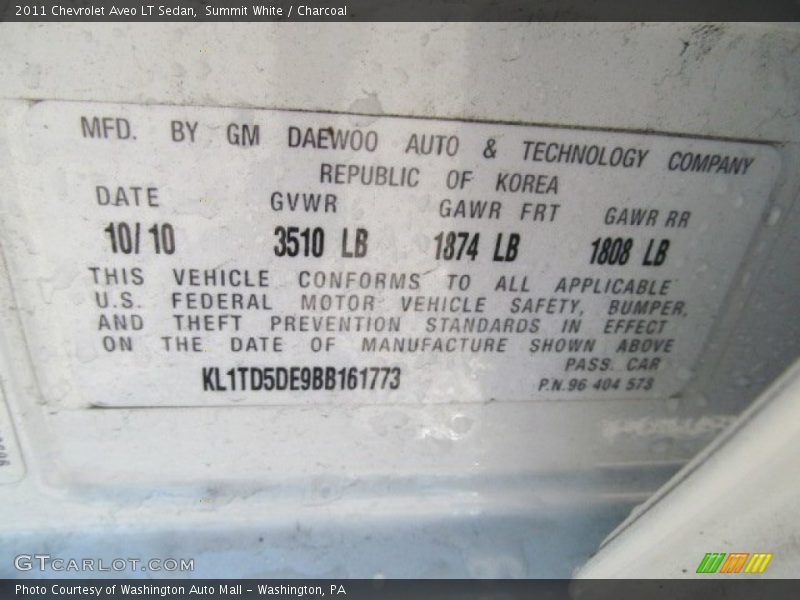 2011 Chevrolet Aveo LT Sedan, Summit White / Charcoal
MFD. BY GM DAEWOO AUTO & TECHNOLOGY COMPANY
REPUBLIC OF KOREA
DATE GVWR GAWR FRT GAWR RR
10/10 3510 LB 1874 LB 1808 LB
THIS VEHICLE CONFORMS TO ALL APPLICABLE
U.S. FEDERAL MOTOR VEHICLE SAFETY, BUMPER,
AND THEFT PREVENTION STANDARDS IN EFFECT
ON THE DATE OF MANUFACTURE SHOWN ABOVE
PASS. CAR
KL1TD5DE9BB161773 P.N.96 404 573
GTCARLOT.COM
Photo Courtesy of Washington Auto Mall - Washington, PA